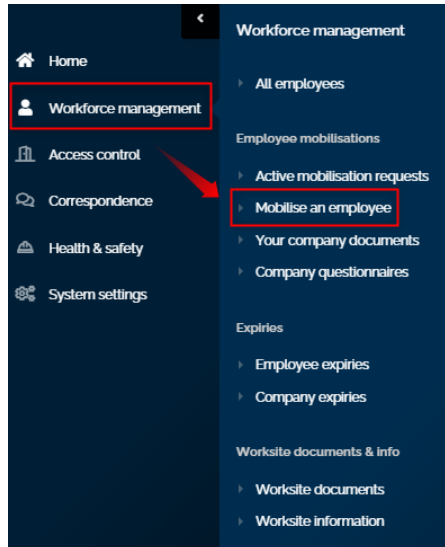 Home
Workforce management
Access control
Correspondence
Health & safety
System settings
Workforce management
All employees
Employee mobilisations
Active mobilisation requests
Mobilise an employee
Your company documents
Company questionnaires
Expiries
Employee expiries
Company expiries
Worksite documents & info
Worksite documents
Worksite information